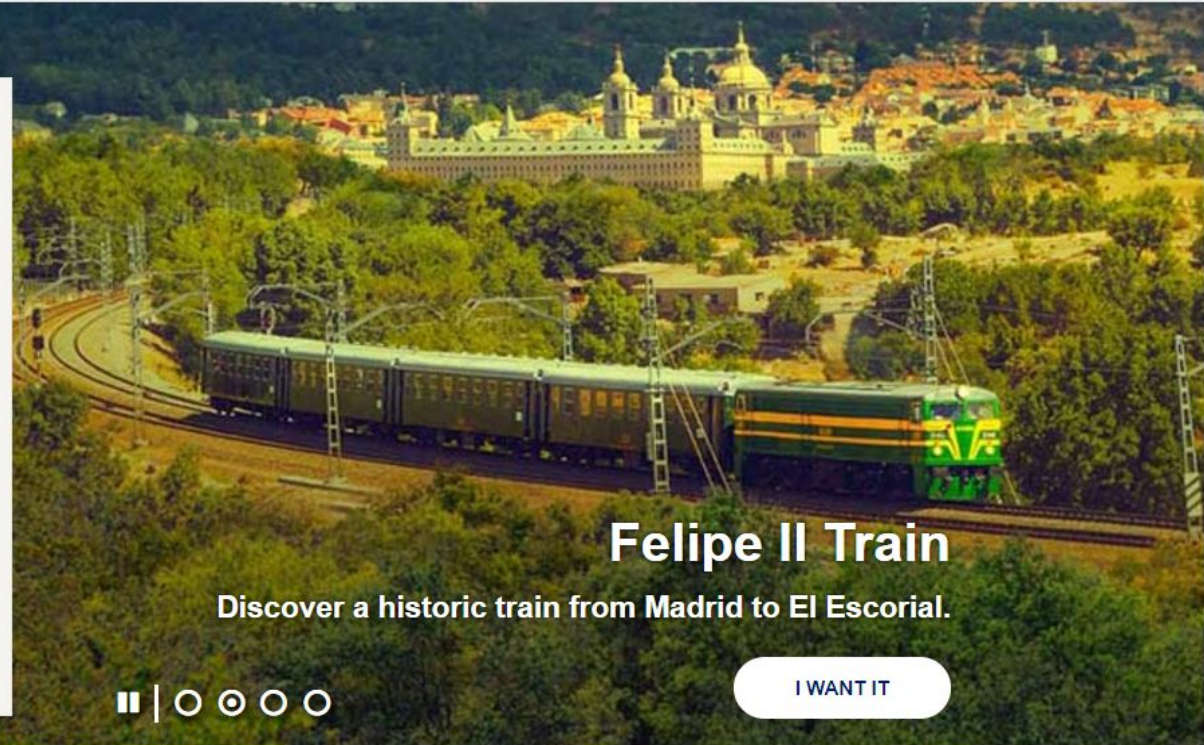 Felipe II Train
Discover a historic train from Madrid to El Escorial.
I WANT IT